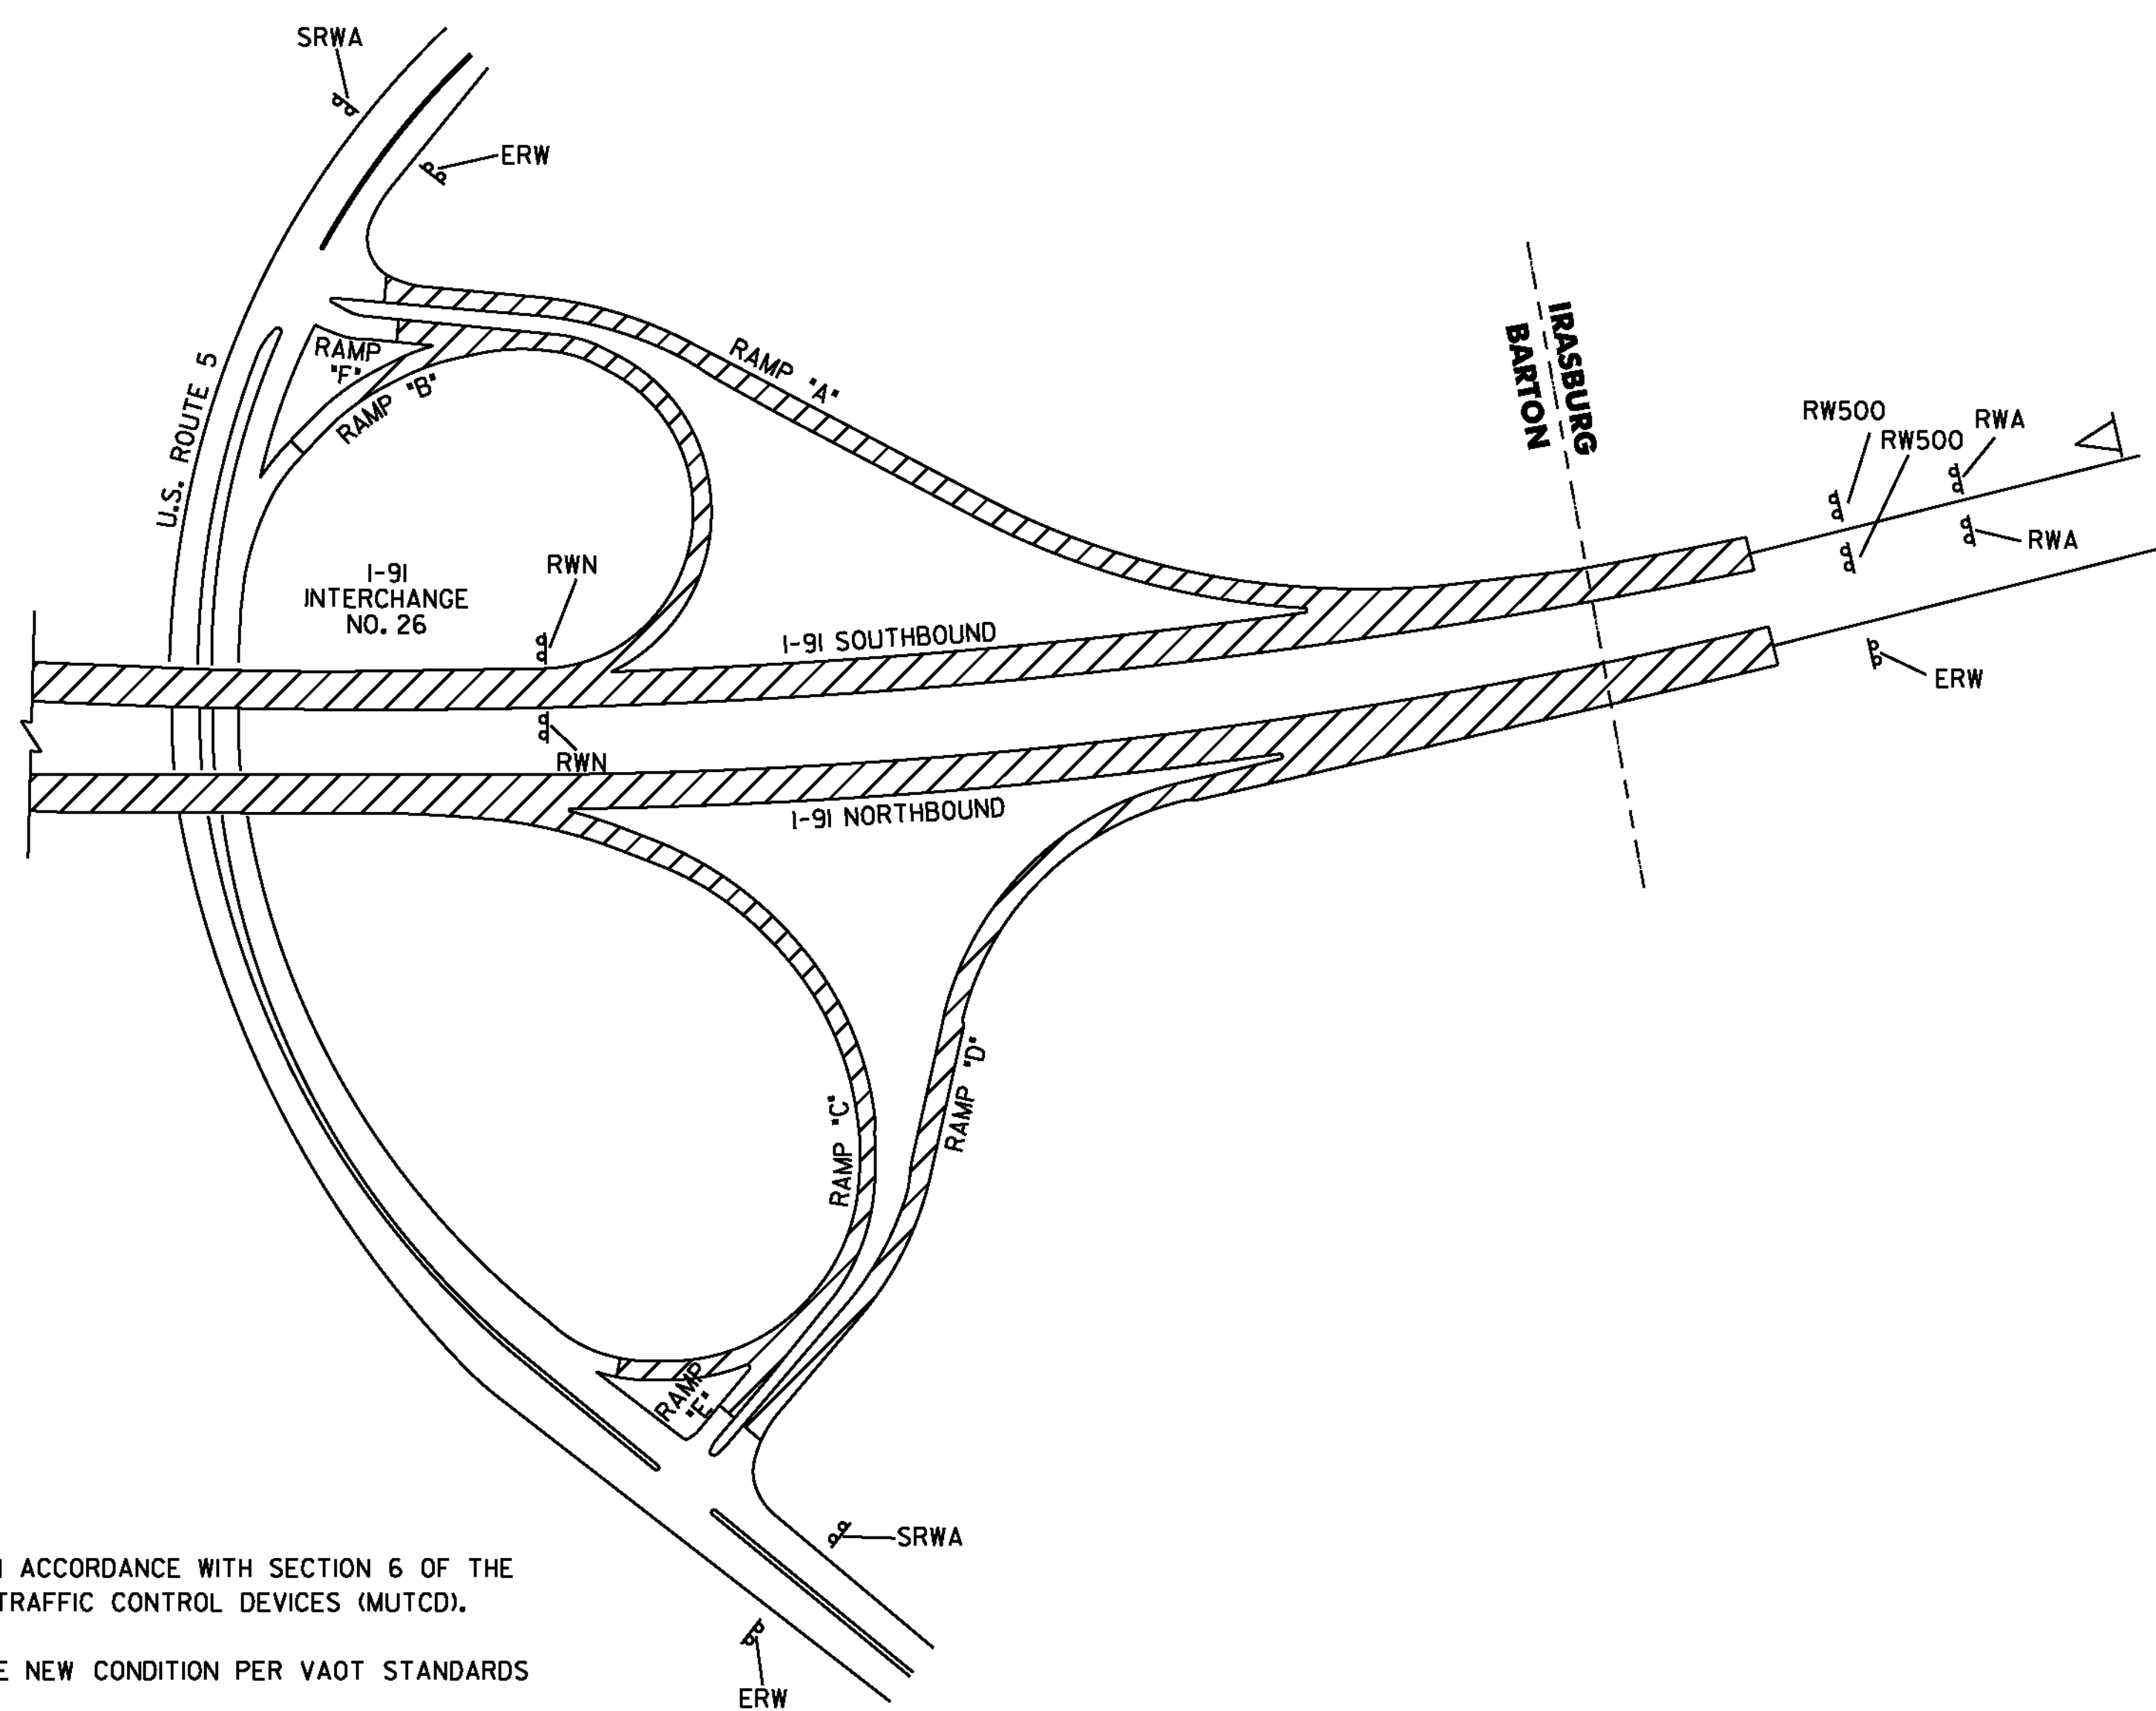 SRWA
ERW
RAMP "A"
RAMP
"F"
RAMP "B"
U.S. ROUTE 5
IRASBURG
BARTON
RW500
RW500
RWA
RWA
ERW
I-91
INTERCHANGE
NO. 26
RWN
RWN
I-91 SOUTHBOUND
I-91 NORTHBOUND
RAMP "C"
RAMP "D"
RAMP
"E"
SRWA
ERW
ACCORDANCE WITH SECTION 6 OF THE
TRAFFIC CONTROL DEVICES (MUTCD).
NEW CONDITION PER VAOT STANDARDS